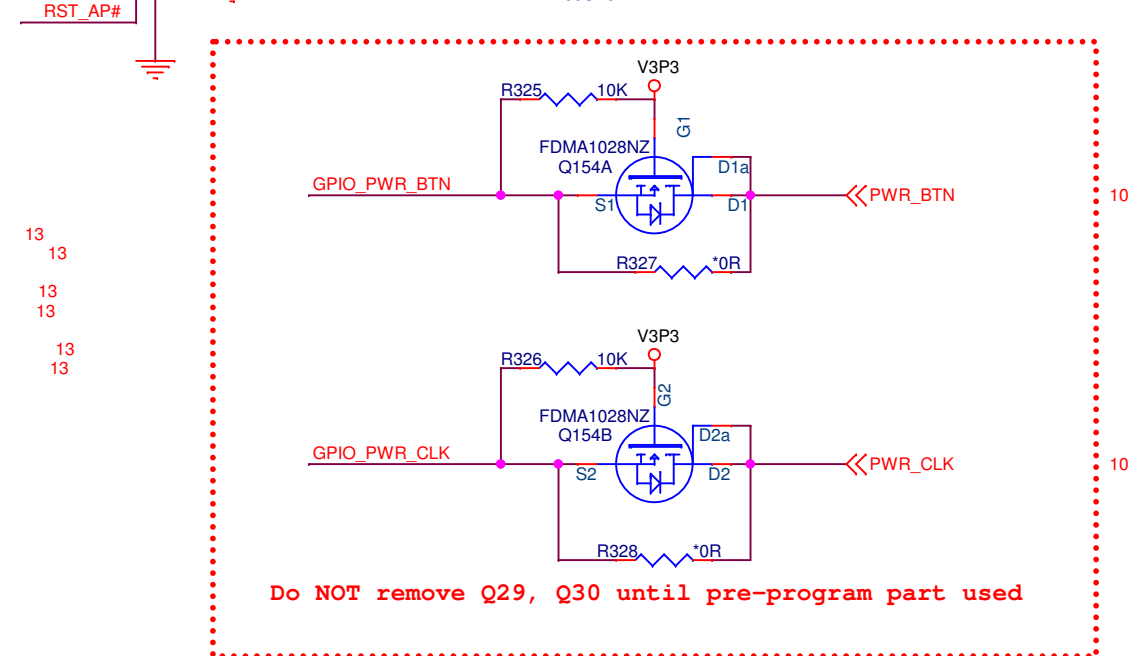 RST_AP#
V3P3
R325 10K
G1
FDMA1028NZ
Q154A
D1a
GPIO_PWR_BTN
S1
D1
PWR_BTN
10
R327 *0R
13
13
13
13
13
13
V3P3
R326 10K
G2
FDMA1028NZ
Q154B
D2a
GPIO_PWR_CLK
S2
D2
PWR_CLK
10
R328 *0R
Do NOT remove Q29, Q30 until pre-program part used